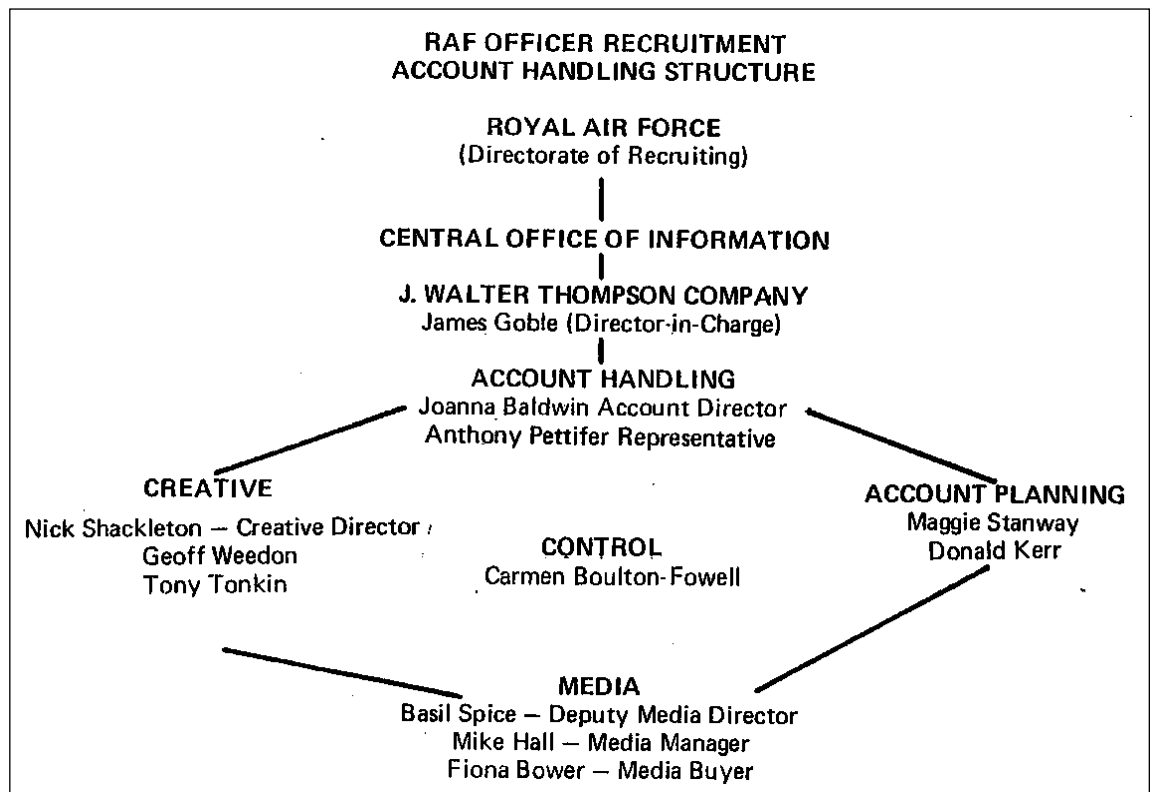 RAF OFFICER RECRUITMENT
ACCOUNT HANDLING STRUCTURE
ROYAL AIR FORCE
(Directorate of Recruiting)
CENTRAL OFFICE OF INFORMATION
J. WALTER THOMPSON COMPANY
James Goble (Director-in-Charge)
ACCOUNT HANDLING
Joanna Baldwin Account Director
Anthony Pettifer Representative
CREATIVE
Nick Shackleton – Creative Director
Geoff Weedon
Tony Tonkin
CONTROL
Carmen Boulton-Fowell
ACCOUNT PLANNING
Maggie Stanway
Donald Kerr
MEDIA
Basil Spice – Deputy Media Director
Mike Hall – Media Manager
Fiona Bower – Media Buyer